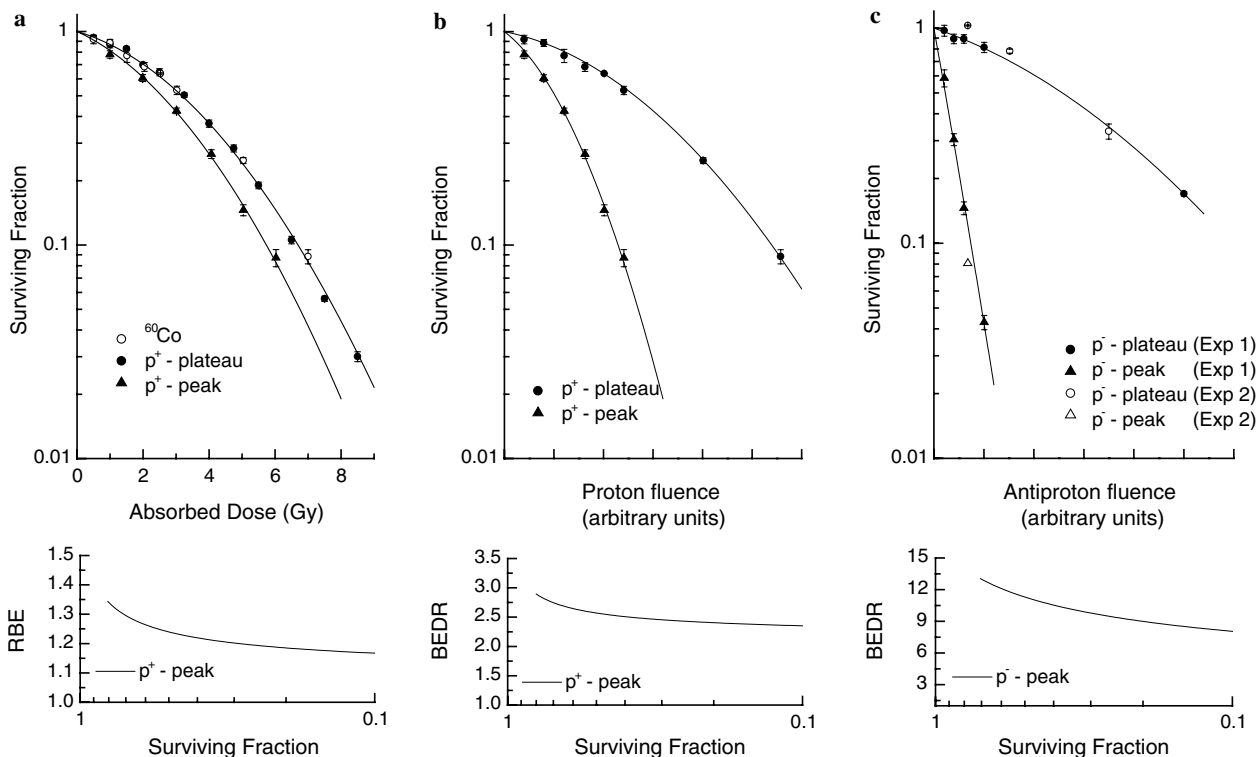 a
1
0.1
0.01
Surviving Fraction
⁶⁰Co
p⁺ - plateau
p⁺ - peak
0 2 4 6 8
Absorbed Dose (Gy)
b
1
0.1
0.01
Surviving Fraction
p⁺ - plateau
p⁺ - peak
Proton fluence
(arbitrary units)
c
1
0.1
0.01
Surviving Fraction
p⁻ - plateau (Exp 1)
p⁻ - peak (Exp 1)
p⁻ - plateau (Exp 2)
p⁻ - peak (Exp 2)
Antiproton fluence
(arbitrary units)
1.5
1.4
1.3
1.2
1.1
1.0
RBE
p⁺ - peak
1 0.1
Surviving Fraction
3.5
3.0
2.5
2.0
1.5
1.0
BEDR
p⁺ - peak
1 0.1
Surviving Fraction
15
12
9
6
3
BEDR
p⁻ - peak
1 0.1
Surviving Fraction